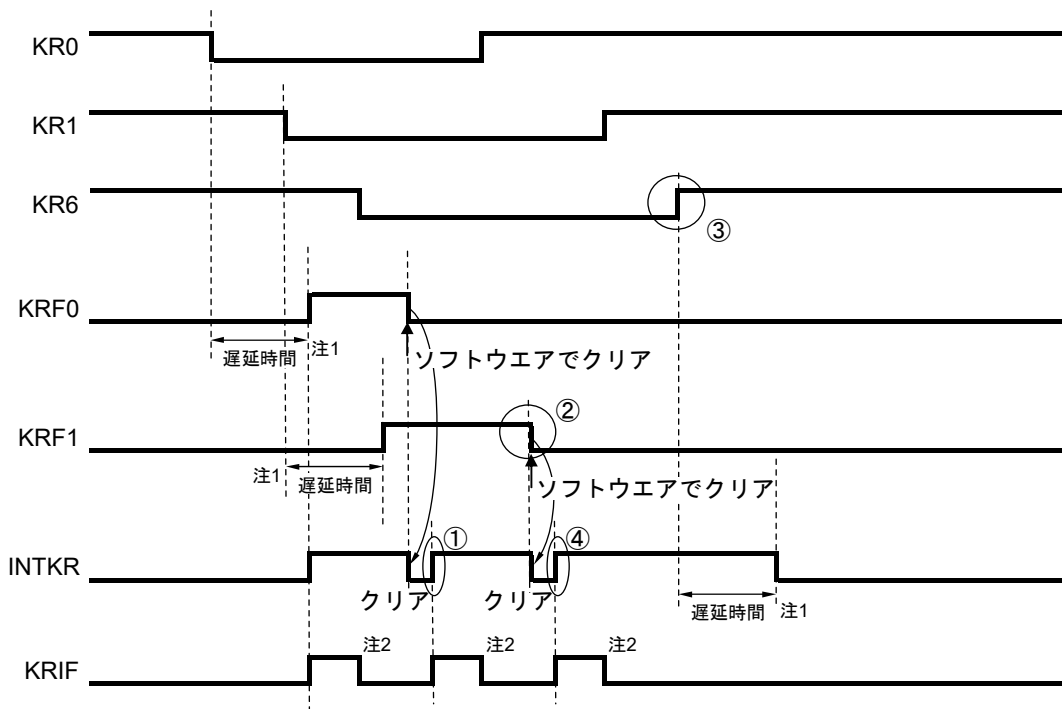 KR0
KR1
KR6
③
KRF0
遅延時間 注1
ソフトウエアでクリア
KRF1
②
注1 遅延時間
ソフトウエアでクリア
INTKR
①
④
クリア
クリア
遅延時間 注1
KRIF
注2
注2
注2